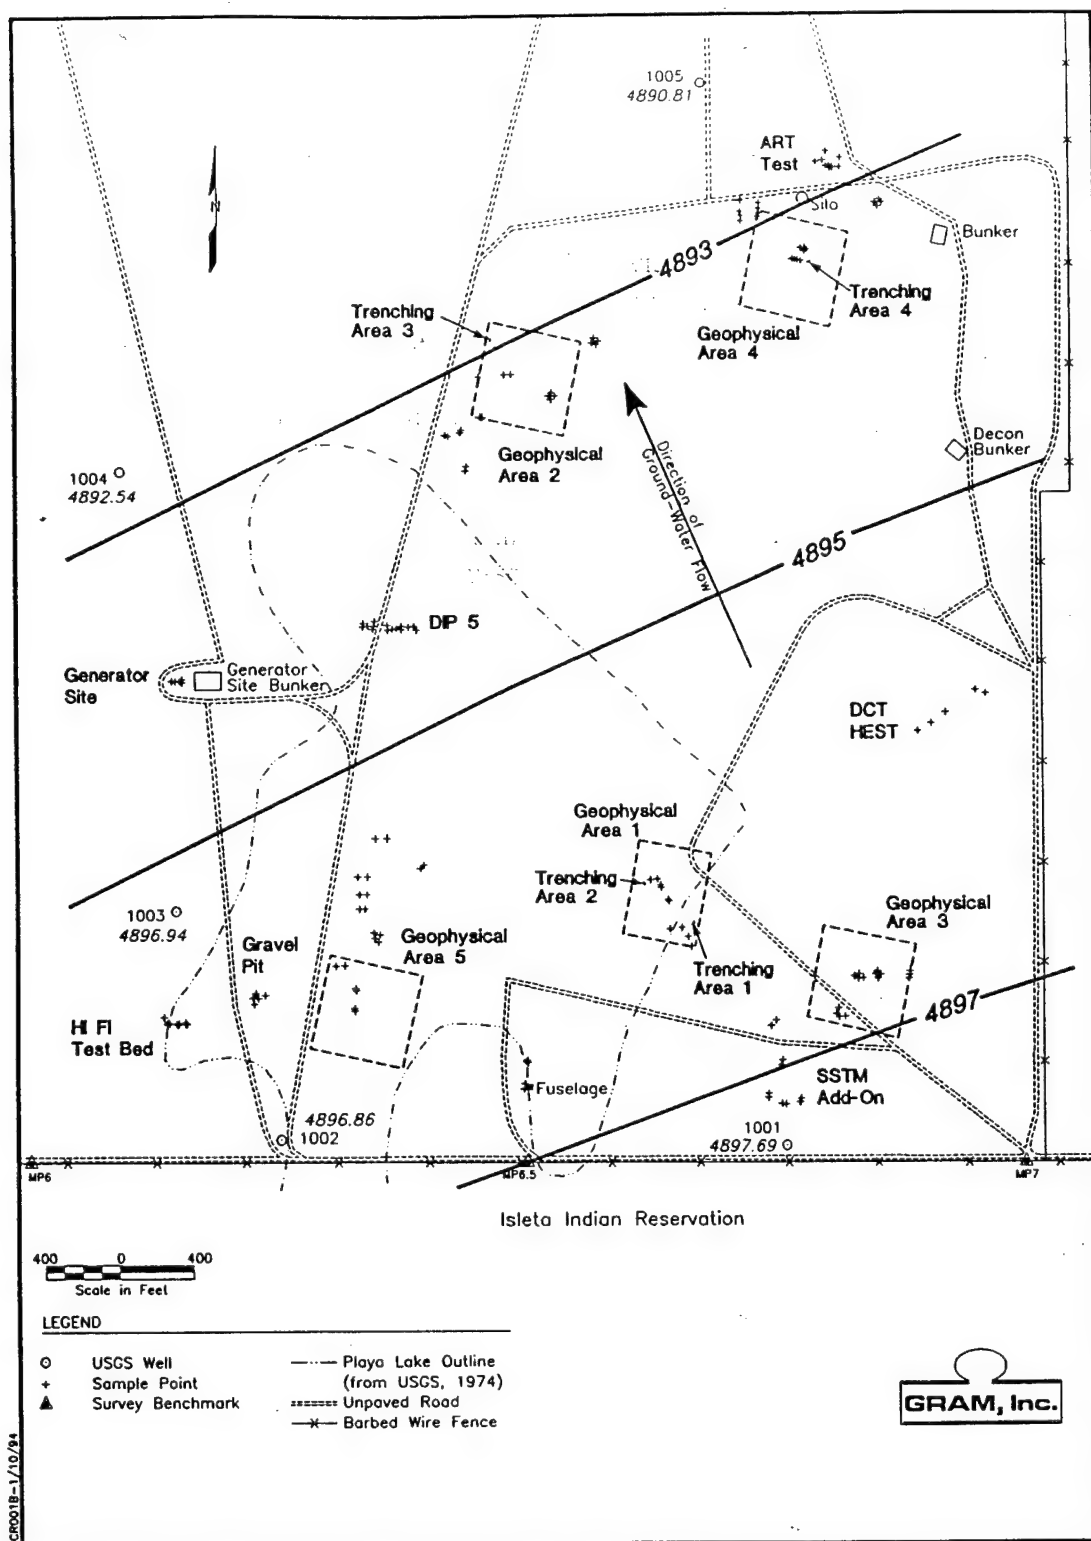 1005
4890.81
ART
Test
Silo
Bunker
N
4893
Trenching
Area 3
Trenching
Area 4
Geophysical
Area 4
Geophysical
Area 2
Decon
Bunker
1004
4892.54
Direction of
Ground-Water Flow
4895
DIP 5
Generator
Site
Generator
Site Bunker
DCT
HEST
Geophysical
Area 1
Trenching
Area 2
Geophysical
Area 3
1003
4896.94
Gravel
Pit
Geophysical
Area 5
Trenching
Area 1
4897
HI FI
Test Bed
Fuselage
SSTM
Add-On
4896.86
1002
1001
4897.69
MP6
MP6.5
MP7
Isleta Indian Reservation
400 0 400
Scale in Feet
LEGEND
USGS Well
Sample Point
Survey Benchmark
Playa Lake Outline
(from USGS, 1974)
Unpaved Road
Barbed Wire Fence
GRAM, Inc.
CR001B-1/10/94